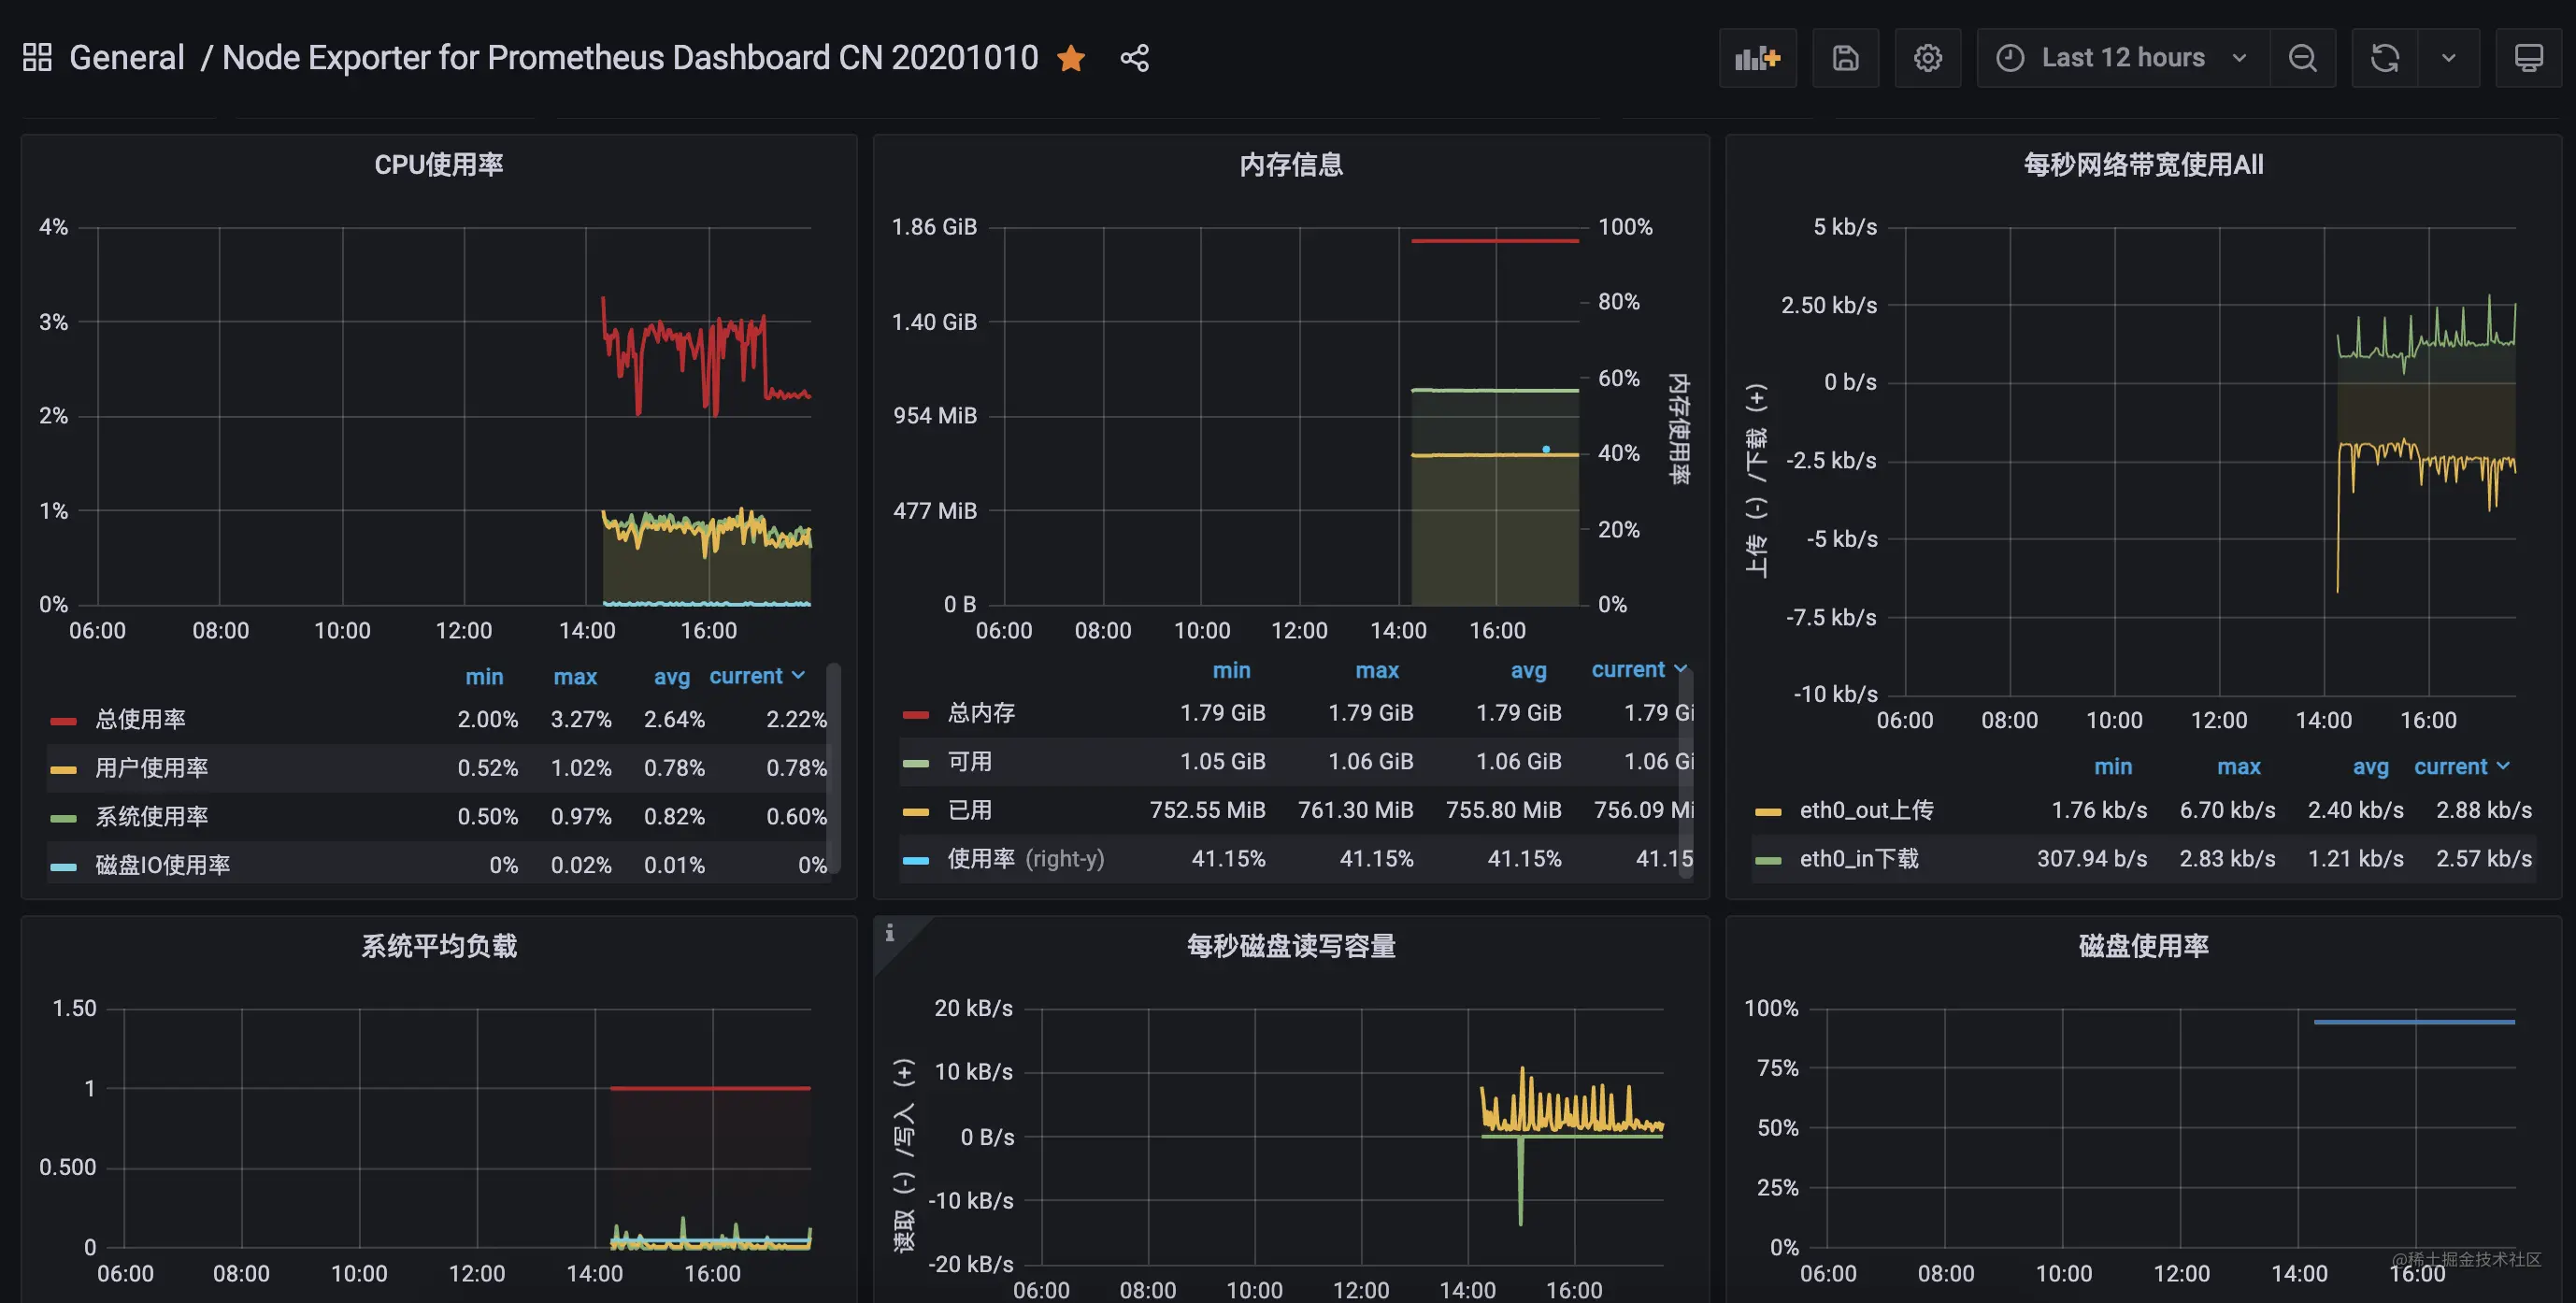 General / Node Exporter for Prometheus Dashboard CN 20201010
Last 12 hours
CPU使用率
4%
3%
2%
1%
0%
06:00 08:00 10:00 12:00 14:00 16:00
min max avg current
总使用率 2.00% 3.27% 2.64% 2.22%
用户使用率 0.52% 1.02% 0.78% 0.78%
系统使用率 0.50% 0.97% 0.82% 0.60%
磁盘IO使用率 0% 0.02% 0.01% 0%
内存信息
1.86 GiB 100%
80%
1.40 GiB
60%
954 MiB
40%
477 MiB
20%
0 B 0%
内存使用率
06:00 08:00 10:00 12:00 14:00 16:00
min max avg current
总内存 1.79 GiB 1.79 GiB 1.79 GiB 1.79 Gi
可用 1.05 GiB 1.06 GiB 1.06 GiB 1.06 Gi
已用 752.55 MiB 761.30 MiB 755.80 MiB 756.09 Mi
使用率 (right-y) 41.15% 41.15% 41.15% 41.15
每秒网络带宽使用All
上传（-）/下载（+）
5 kb/s
2.50 kb/s
0 b/s
-2.5 kb/s
-5 kb/s
-7.5 kb/s
-10 kb/s
06:00 08:00 10:00 12:00 14:00 16:00
min max avg current
eth0_out上传 1.76 kb/s 6.70 kb/s 2.40 kb/s 2.88 kb/s
eth0_in下载 307.94 b/s 2.83 kb/s 1.21 kb/s 2.57 kb/s
系统平均负载
1.50
1
0.500
0
06:00 08:00 10:00 12:00 14:00 16:00
i
每秒磁盘读写容量
读取（-）/写入（+）
20 kB/s
10 kB/s
0 B/s
-10 kB/s
-20 kB/s
06:00 08:00 10:00 12:00 14:00 16:00
磁盘使用率
100%
75%
50%
25%
0%
06:00 08:00 10:00 12:00 14:00 16:00
@稀土掘金技术社区